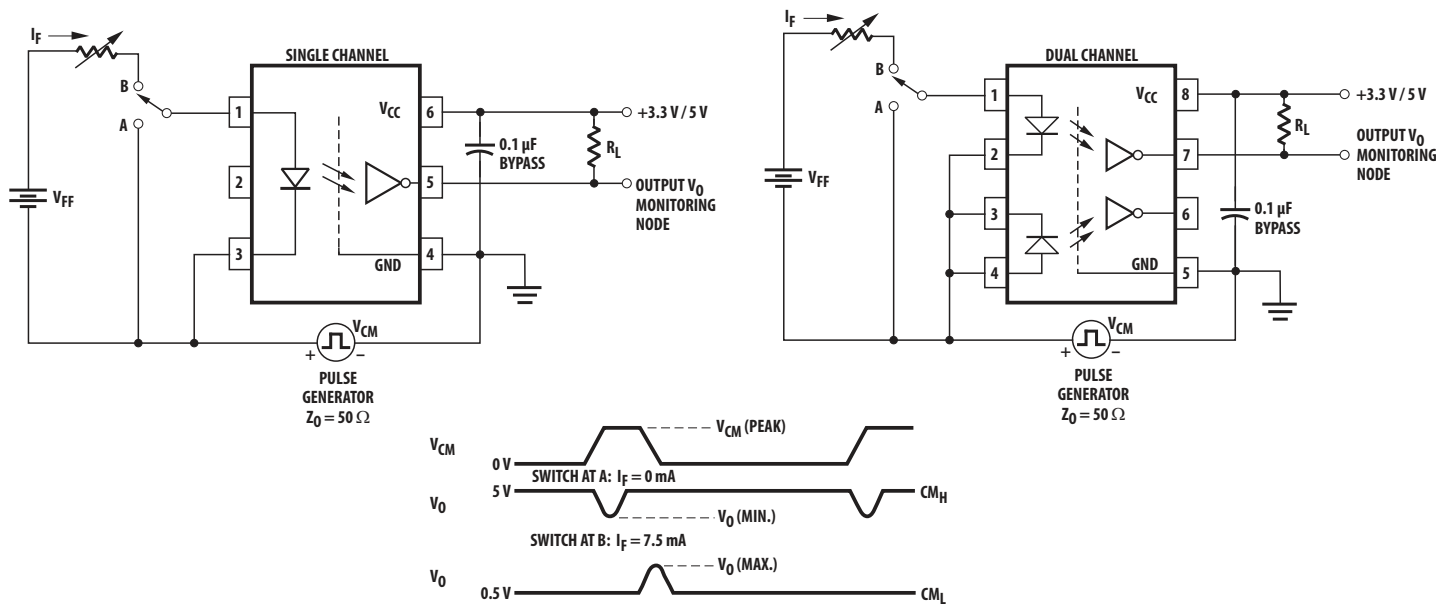 I_F
SINGLE CHANNEL
B
A
1
2
3
V_CC
6
5
4
GND
0.1 µF
BYPASS
R_L
+3.3 V / 5 V
OUTPUT V_O
MONITORING
NODE
V_FF
V_CM
+
–
PULSE
GENERATOR
Z_O = 50 Ω
I_F
DUAL CHANNEL
B
A
1
2
3
4
V_CC
8
7
6
5
GND
+3.3 V / 5 V
R_L
OUTPUT V_O
MONITORING
NODE
0.1 µF
BYPASS
V_FF
V_CM
+
–
PULSE
GENERATOR
Z_O = 50 Ω
V_CM
V_CM (PEAK)
0 V
SWITCH AT A: I_F = 0 mA
V_O
5 V
CM_H
V_O (MIN.)
SWITCH AT B: I_F = 7.5 mA
V_O
V_O (MAX.)
0.5 V
CM_L